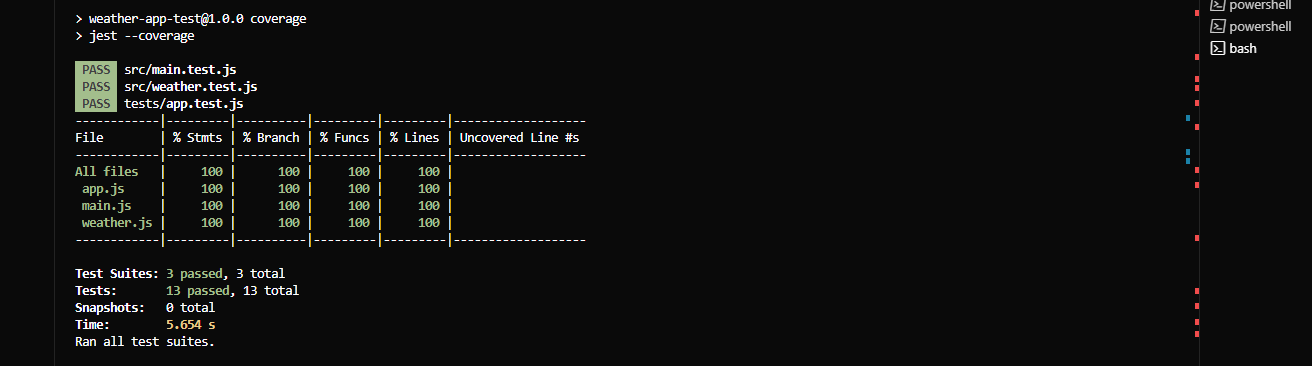 > weather-app-test@1.0.0 coverage
> jest --coverage
PASS src/main.test.js
PASS src/weather.test.js
PASS tests/app.test.js
------------|---------|----------|---------|---------|-------------------
File        | % Stmts | % Branch | % Funcs | % Lines | Uncovered Line #s
------------|---------|----------|---------|---------|-------------------
All files   |     100 |      100 |     100 |     100 |
 app.js     |     100 |      100 |     100 |     100 |
 main.js    |     100 |      100 |     100 |     100 |
 weather.js |     100 |      100 |     100 |     100 |
------------|---------|----------|---------|---------|-------------------
Test Suites: 3 passed, 3 total
Tests:       13 passed, 13 total
Snapshots:   0 total
Time:        5.654 s
Ran all test suites.
powershell
powershell
bash